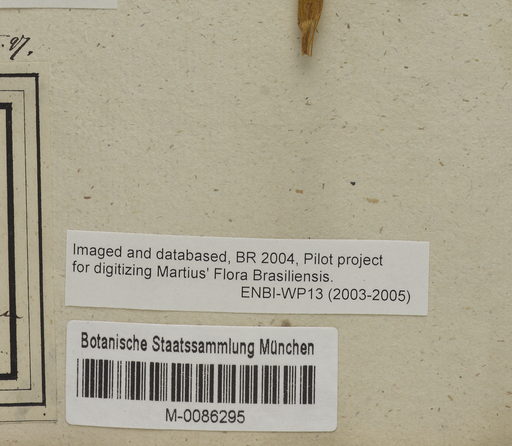 Imaged and databased, BR 2004, Pilot project
for digitizing Martius' Flora Brasiliensis.
ENBI-WP13 (2003-2005)
Botanische Staatssammlung München
M-0086295